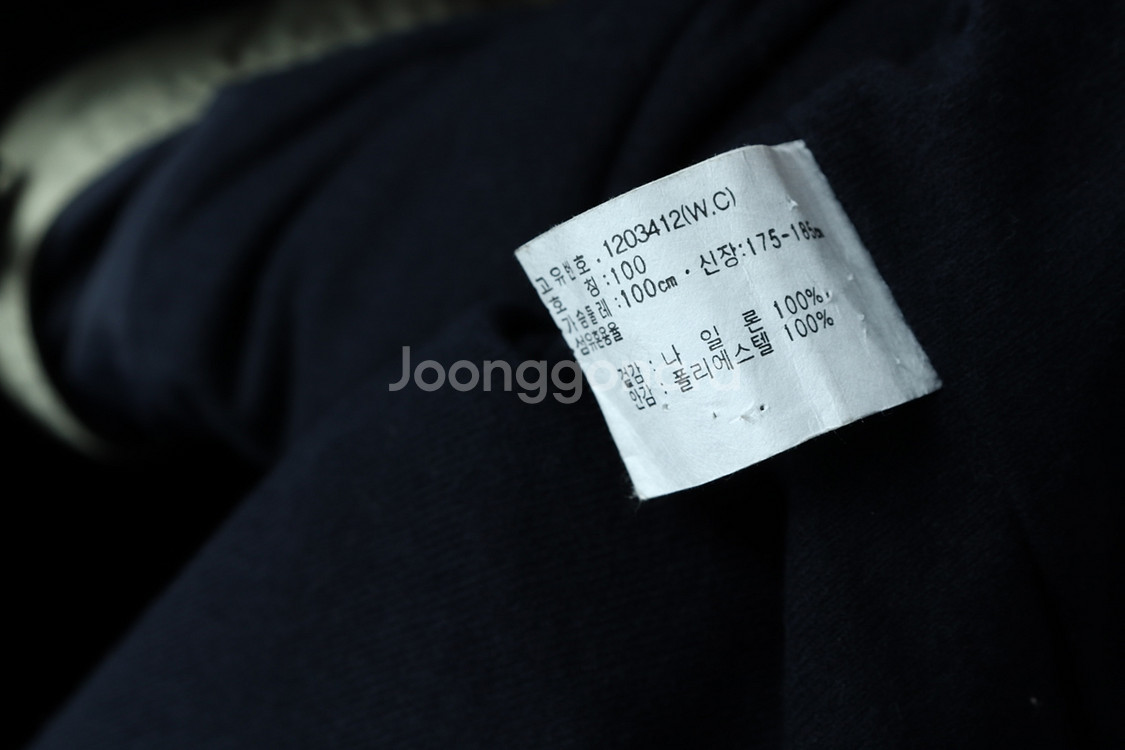 고유번호 : 1203412(W.C)
호 칭 : 100
가슴둘레 : 100cm · 신장:175-185cm
섬유혼용율
겉감 : 나 일 론 100%,
안감 : 폴리에스텔 100%
Joonggonara